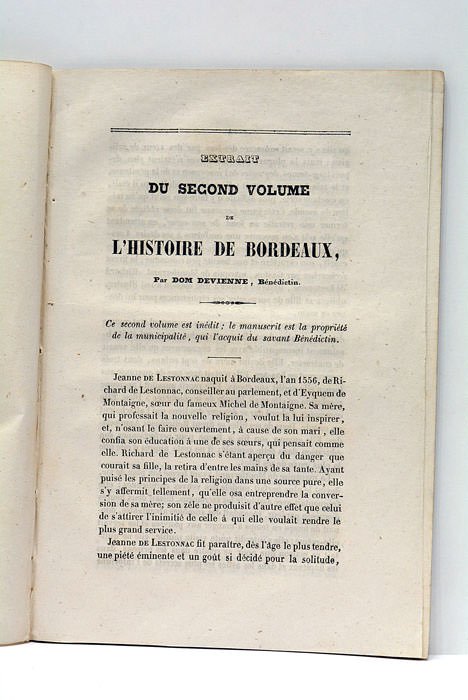 EXTRAIT
DU SECOND VOLUME
DE
L'HISTOIRE DE BORDEAUX,
Par DOM DEVIENNE, Bénédictin.
Ce second volume est inédit ; le manuscrit est la propriété
de la municipalité, qui l'acquit du savant Bénédictin.
Jeanne DE LESTONNAC naquit à Bordeaux, l'an 1556, de Ri-
chard de Lestonnac, conseiller au parlement, et d'Eyquem de
Montaigne, sœur du fameux Michel de Montaigne. Sa mère,
qui professait la nouvelle religion, voulut la lui inspirer,
et, n'osant le faire ouvertement, à cause de son mari, elle
confia son éducation à une de ses sœurs, qui pensait comme
elle. Richard de Lestonnac s'étant aperçu du danger que
courait sa fille, la retira d'entre les mains de sa tante. Ayant
puisé les principes de la religion dans une source pure, elle
s'y affermit tellement, qu'elle osa entreprendre la conver-
sion de sa mère; son zèle ne produisit d'autre effet que celui
de s'attirer l'inimitié de celle à qui elle voulait rendre le
plus grand service.
Jeanne DE LESTONNAC fit paraître, dès l'âge le plus tendre,
une piété éminente et un goût si décidé pour la solitude,